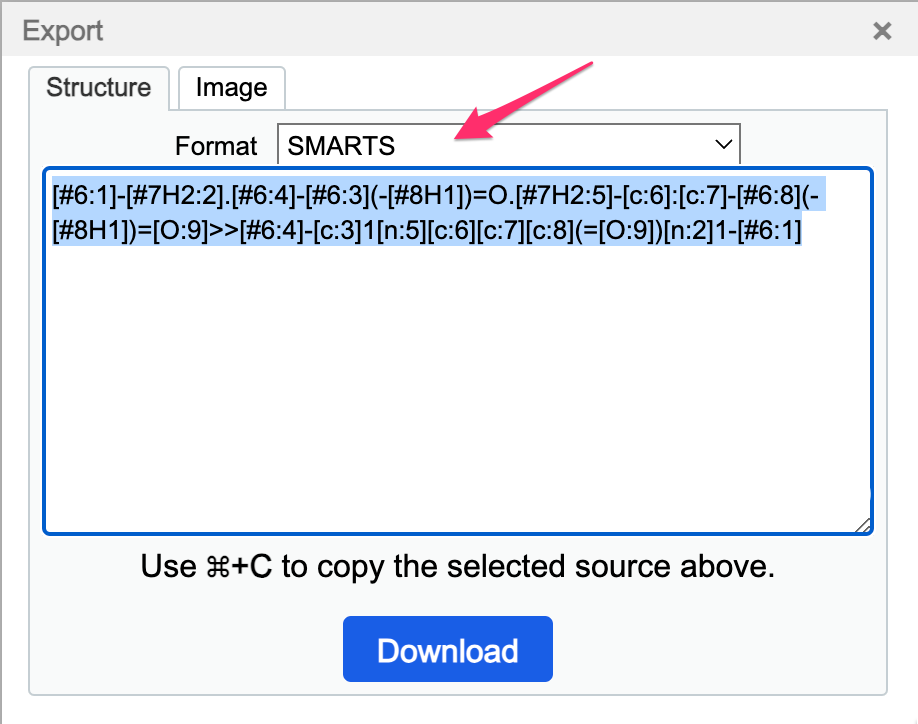 Export ×
Structure Image
Format SMARTS
[#6:1]-[#7H2:2].[#6:4]-[#6:3](-[#8H1])=O.[#7H2:5]-[c:6]:[c:7]-[#6:8](-
[#8H1])=[O:9]>>[#6:4]-[c:3]1[n:5][c:6][c:7][c:8](=[O:9])[n:2]1-[#6:1]
Use ⌘+C to copy the selected source above.
Download